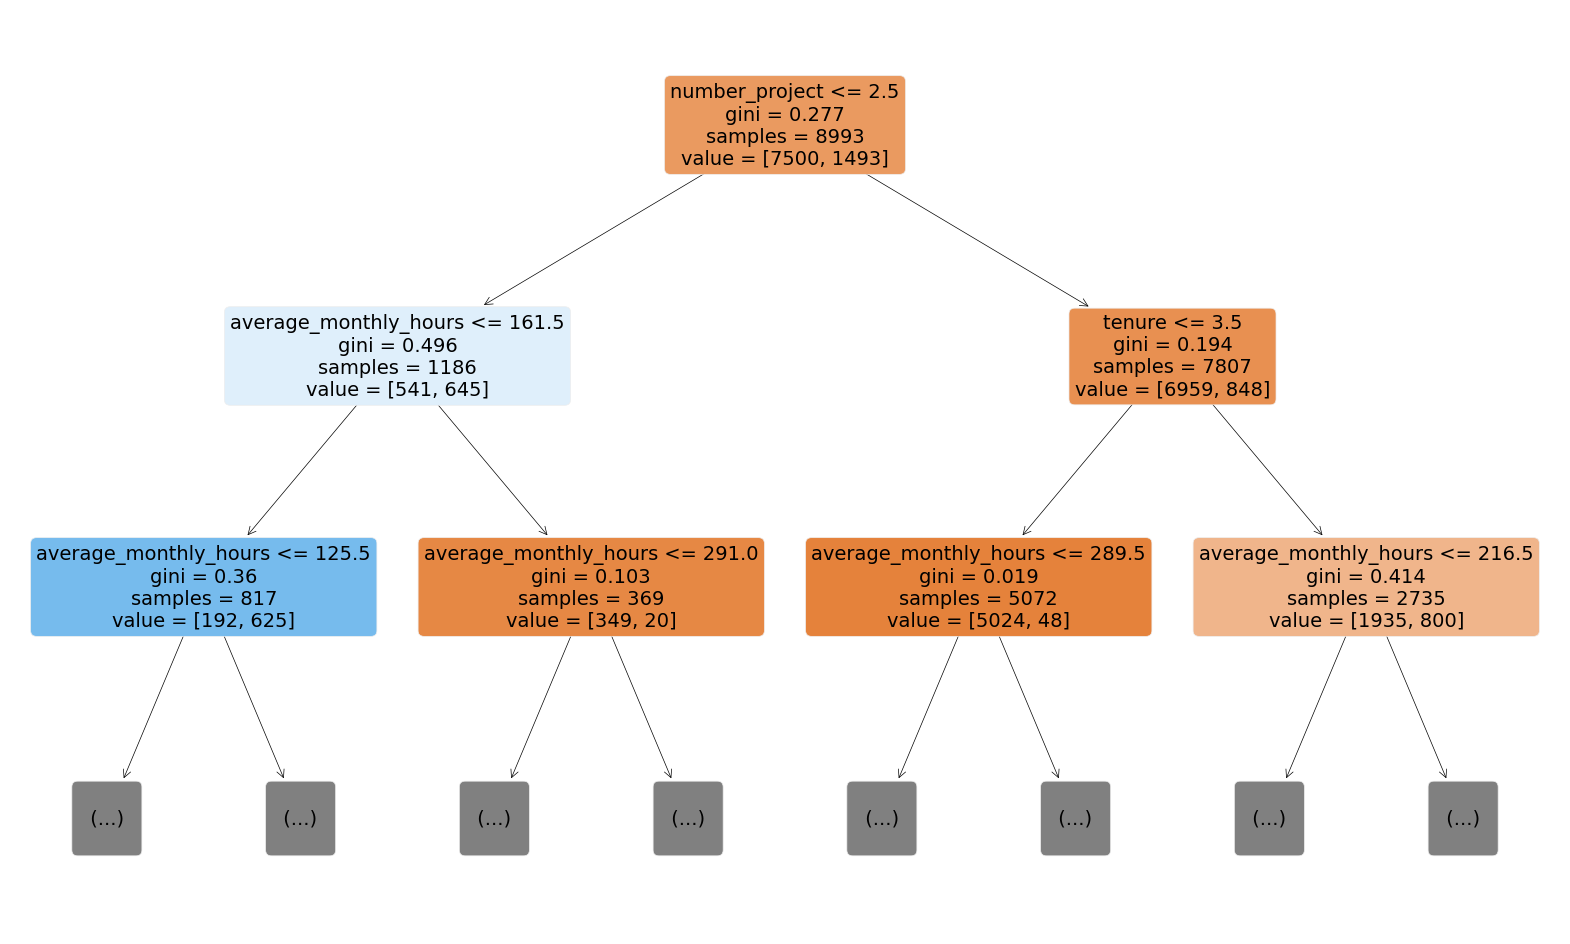 number_project <= 2.5
gini = 0.277
samples = 8993
value = [7500, 1493]
average_monthly_hours <= 161.5
gini = 0.496
samples = 1186
value = [541, 645]
tenure <= 3.5
gini = 0.194
samples = 7807
value = [6959, 848]
average_monthly_hours <= 125.5
gini = 0.36
samples = 817
value = [192, 625]
average_monthly_hours <= 291.0
gini = 0.103
samples = 369
value = [349, 20]
average_monthly_hours <= 289.5
gini = 0.019
samples = 5072
value = [5024, 48]
average_monthly_hours <= 216.5
gini = 0.414
samples = 2735
value = [1935, 800]
(...)
(...)
(...)
(...)
(...)
(...)
(...)
(...)